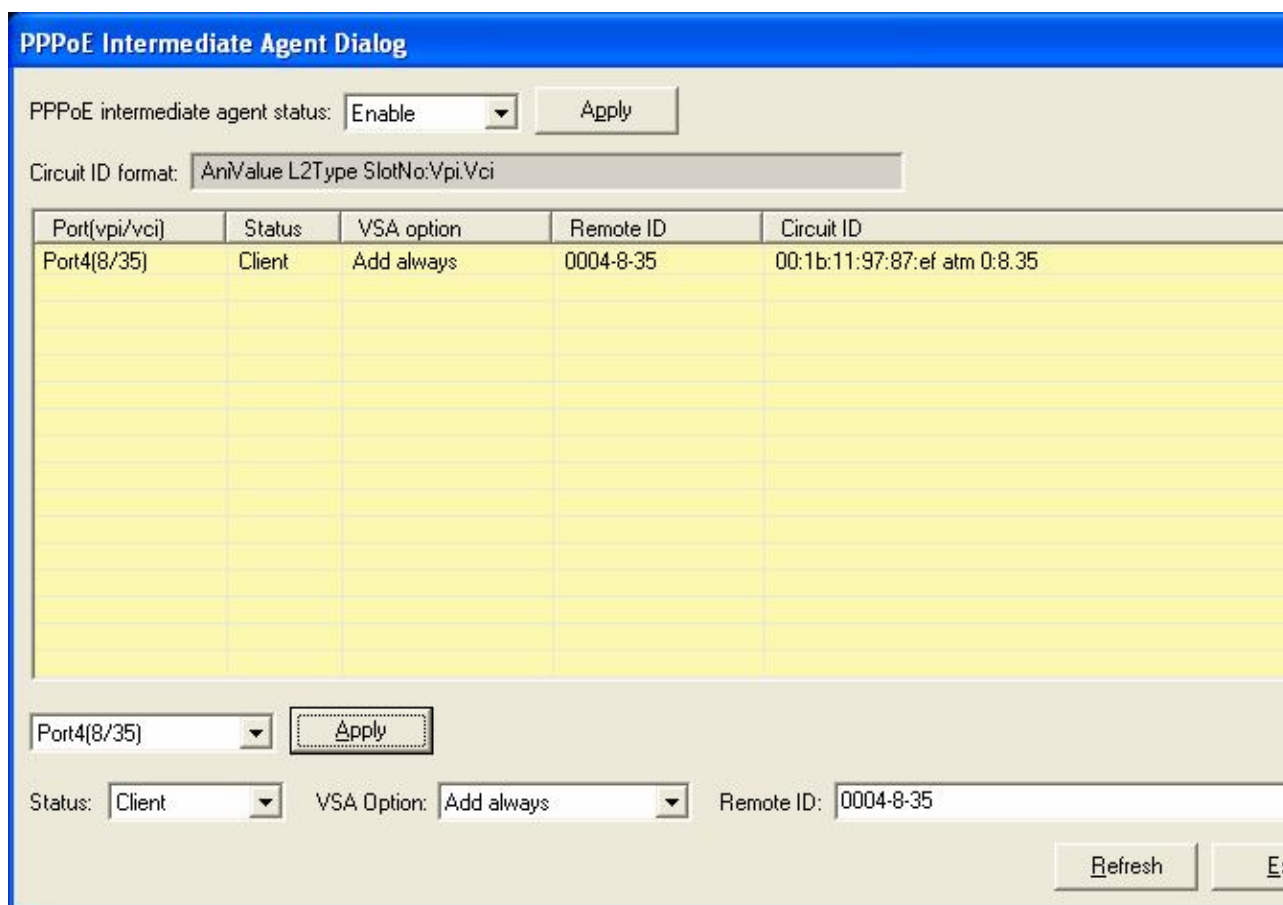 PPPoE Intermediate Agent Dialog
PPPoE intermediate agent status: Enable Apply
Circuit ID format: AniValue L2Type SlotNo:Vpi.Vci
Port(vpi/vci) Status VSA option Remote ID Circuit ID
Port4(8/35) Client Add always 0004-8-35 00:1b:11:97:87:ef atm 0:8.35
Port4(8/35) Apply
Status: Client VSA Option: Add always Remote ID: 0004-8-35
Refresh